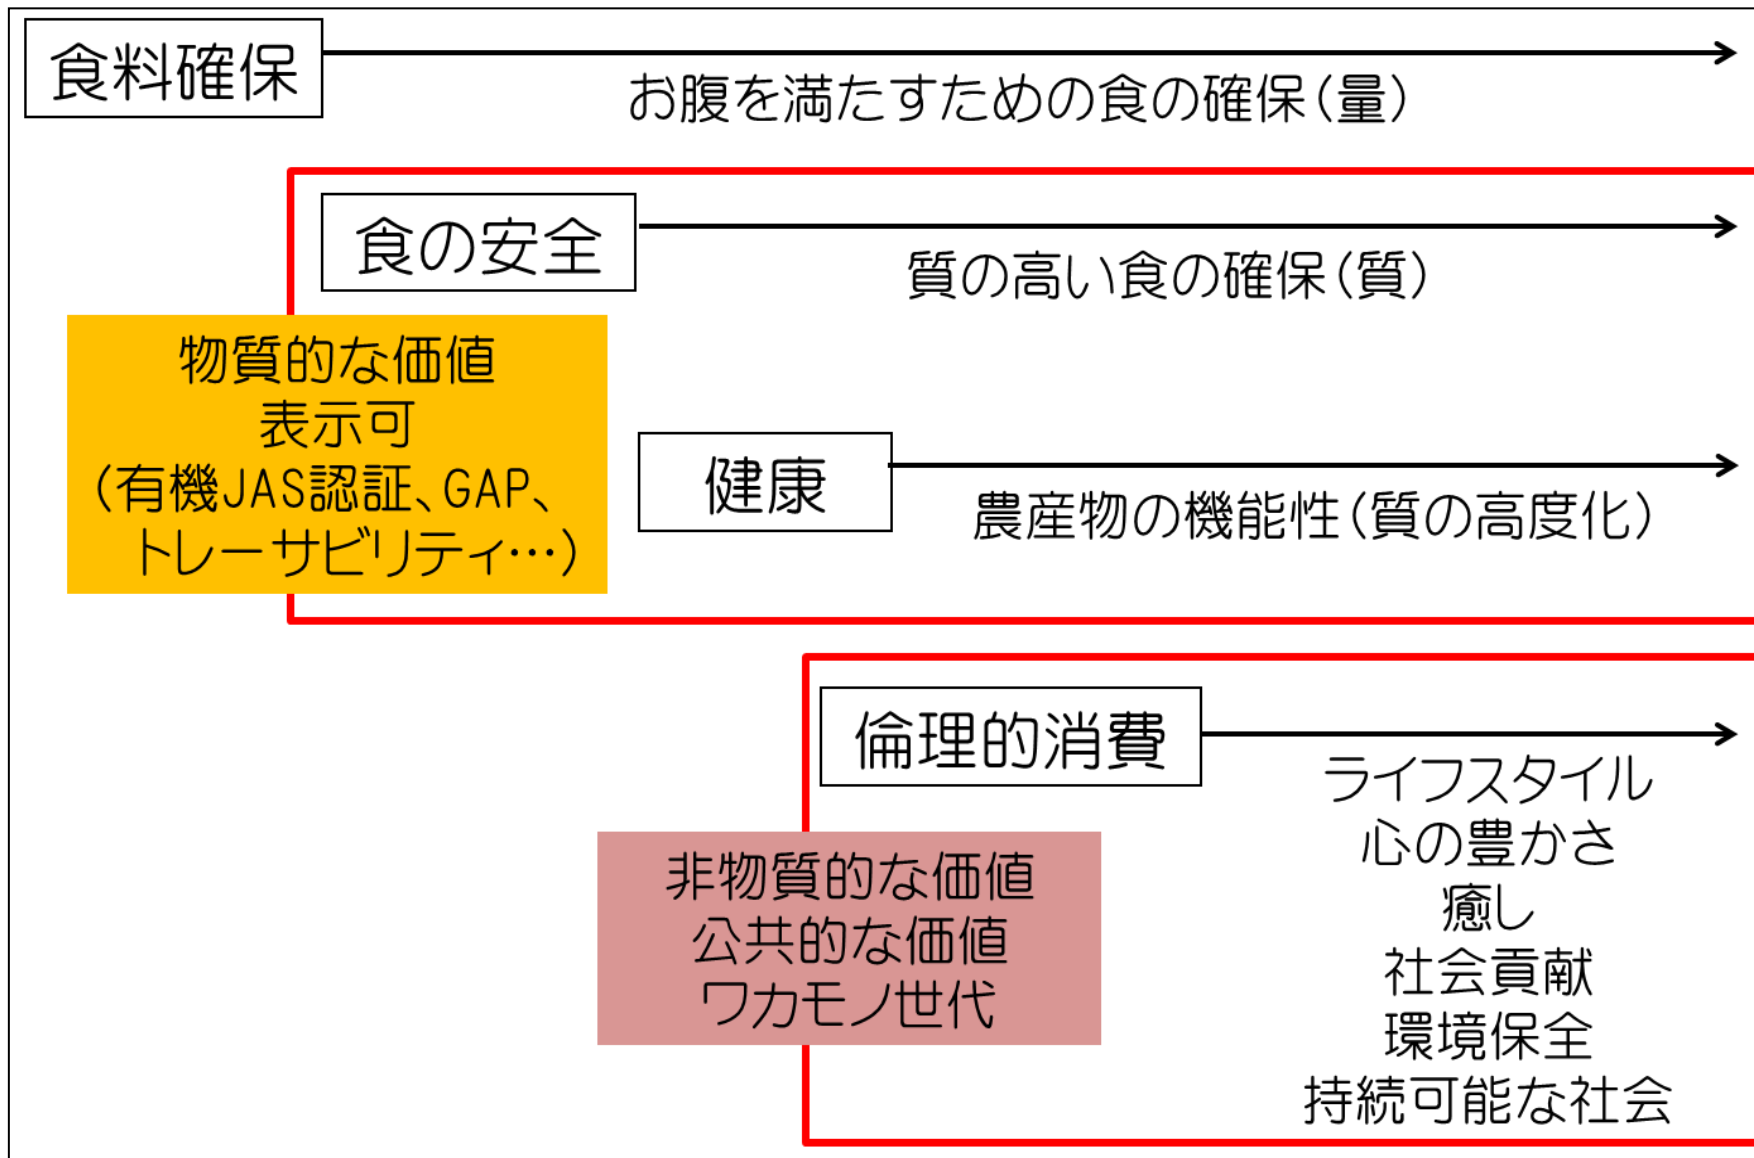 食料確保
お腹を満たすための食の確保(量)
食の安全
質の高い食の確保(質)
物質的な価値
表示可
(有機JAS認証、GAP、
トレーサビリティ…)
健康
農産物の機能性(質の高度化)
倫理的消費
ライフスタイル
心の豊かさ
癒し
社会貢献
環境保全
持続可能な社会
非物質的な価値
公共的な価値
ワカモノ世代